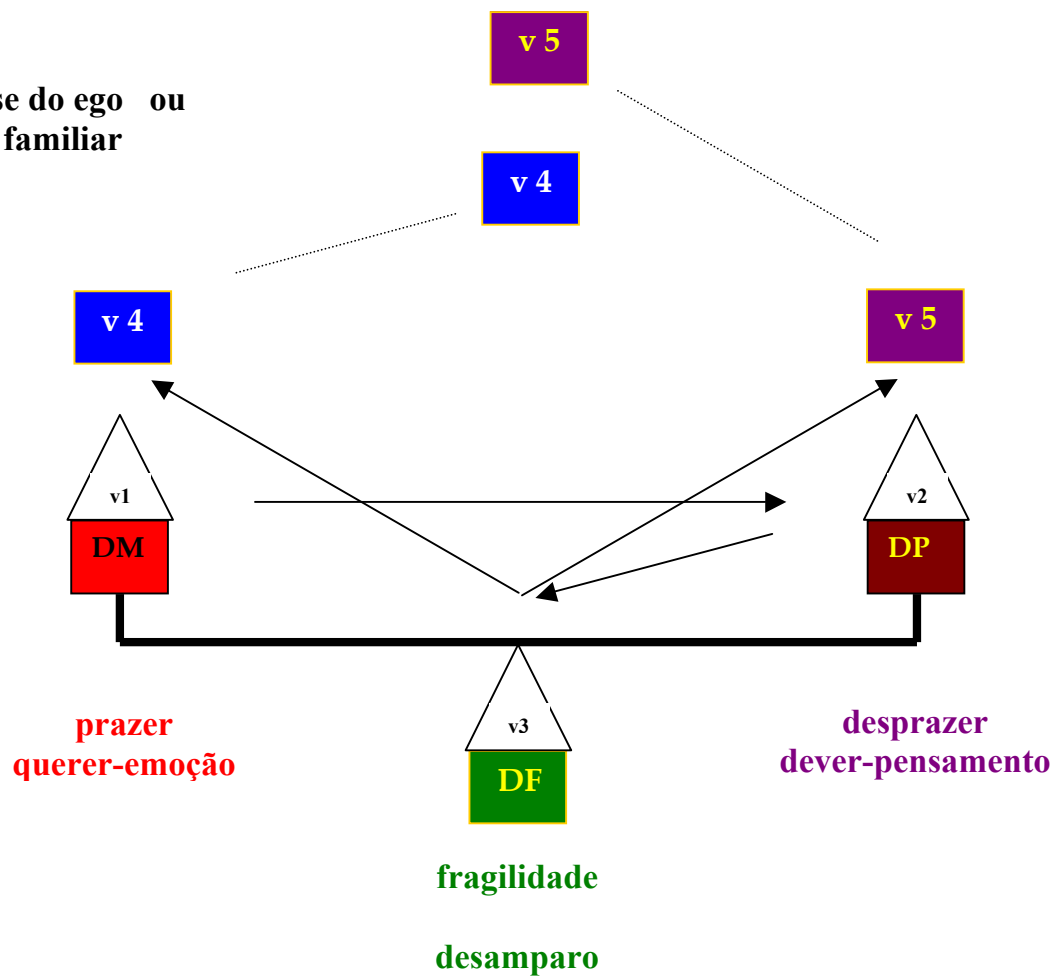 v 5
do ego ou
familiar
v 4
v 4
v 5
v1
v2
DM
DP
v3
prazer
querer-emoção
desprazer
dever-pensamento
DF
fragilidade
desamparo